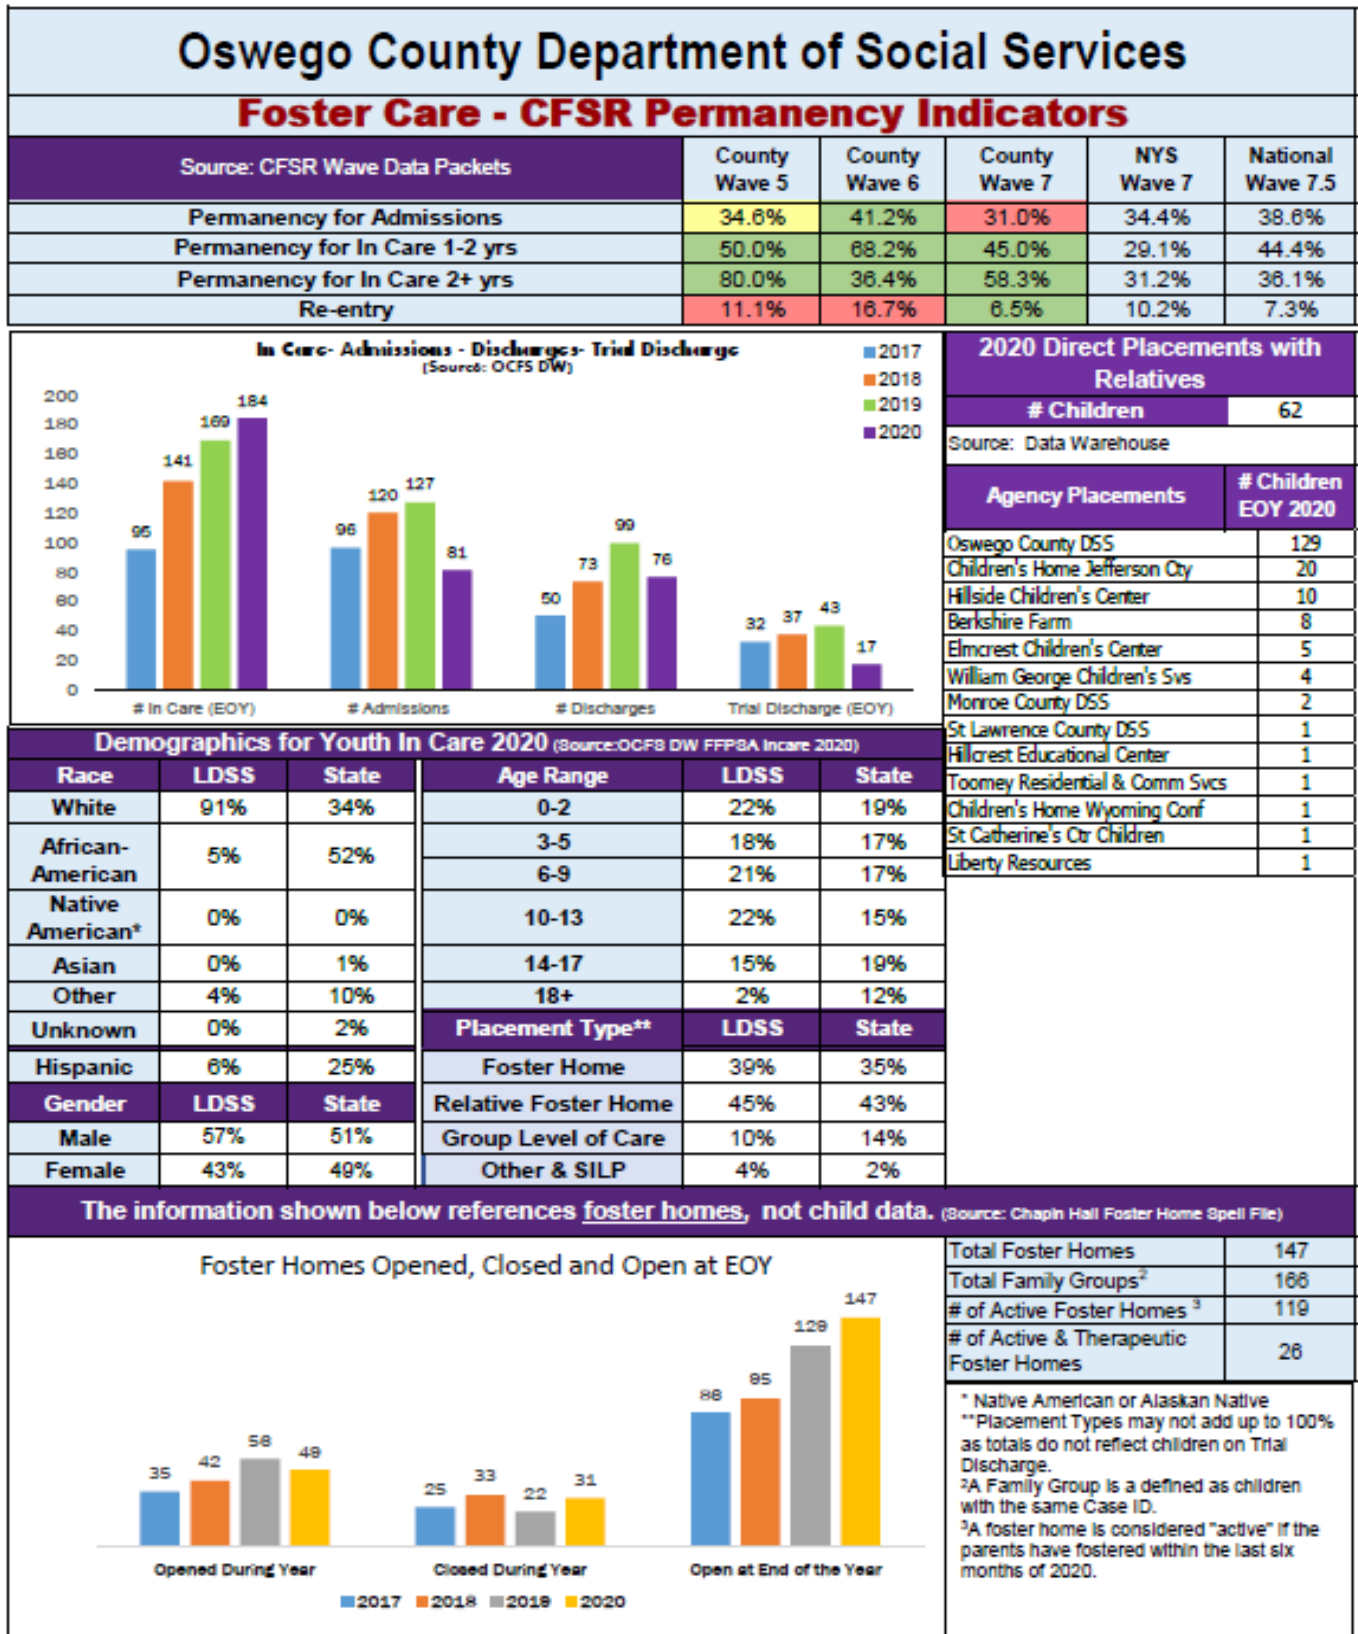 Oswego County Department of Social Services
Foster Care - CFSR Permanency Indicators
Source: CFSR Wave Data Packets County Wave 5 County Wave 6 County Wave 7 NYS Wave 7 National Wave 7.5
Permanency for Admissions 34.6% 41.2% 31.0% 34.4% 38.6%
Permanency for In Care 1-2 yrs 50.0% 68.2% 45.0% 29.1% 44.4%
Permanency for In Care 2+ yrs 80.0% 36.4% 58.3% 31.2% 36.1%
Re-entry 11.1% 16.7% 6.5% 10.2% 7.3%
In Care- Admissions - Discharges- Trial Discharge
(Source: OCFS DW)
2017
2018
2019
2020
200
180
160
140
120
100
80
60
40
20
0
95 141 169 184
96 120 127 81
50 73 99 76
32 37 43 17
# In Care (EOY) # Admissions # Discharges Trial Discharge (EOY)
2020 Direct Placements with
Relatives
# Children 62
Source: Data Warehouse
Agency Placements # Children EOY 2020
Oswego County DSS 129
Children's Home Jefferson Cty 20
Hillside Children's Center 10
Berkshire Farm 8
Elmcrest Children's Center 5
William George Children's Svs 4
Monroe County DSS 2
St Lawrence County DSS 1
Hillcrest Educational Center 1
Toomey Residential & Comm Svcs 1
Children's Home Wyoming Conf 1
St Catherine's Ctr Children 1
Liberty Resources 1
Demographics for Youth In Care 2020 (Source:OCFS DW FFPSA Incare 2020)
Race LDSS State
White 91% 34%
African-American 5% 52%
Native American* 0% 0%
Asian 0% 1%
Other 4% 10%
Unknown 0% 2%
Hispanic 6% 25%
Gender LDSS State
Male 57% 51%
Female 43% 49%
Age Range LDSS State
0-2 22% 19%
3-5 18% 17%
6-9 21% 17%
10-13 22% 15%
14-17 15% 19%
18+ 2% 12%
Placement Type** LDSS State
Foster Home 39% 35%
Relative Foster Home 45% 43%
Group Level of Care 10% 14%
Other & SILP 4% 2%
The information shown below references foster homes, not child data. (Source: Chapin Hall Foster Home Spell File)
Foster Homes Opened, Closed and Open at EOY
35 42 56 49
25 33 22 31
86 95 129 147
Opened During Year Closed During Year Open at End of the Year
2017 2018 2019 2020
Total Foster Homes 147
Total Family Groups² 166
# of Active Foster Homes ³ 119
# of Active & Therapeutic
Foster Homes 26
* Native American or Alaskan Native
**Placement Types may not add up to 100%
as totals do not reflect children on Trial
Discharge.
²A Family Group is a defined as children
with the same Case ID.
³A foster home is considered "active" if the
parents have fostered within the last six
months of 2020.